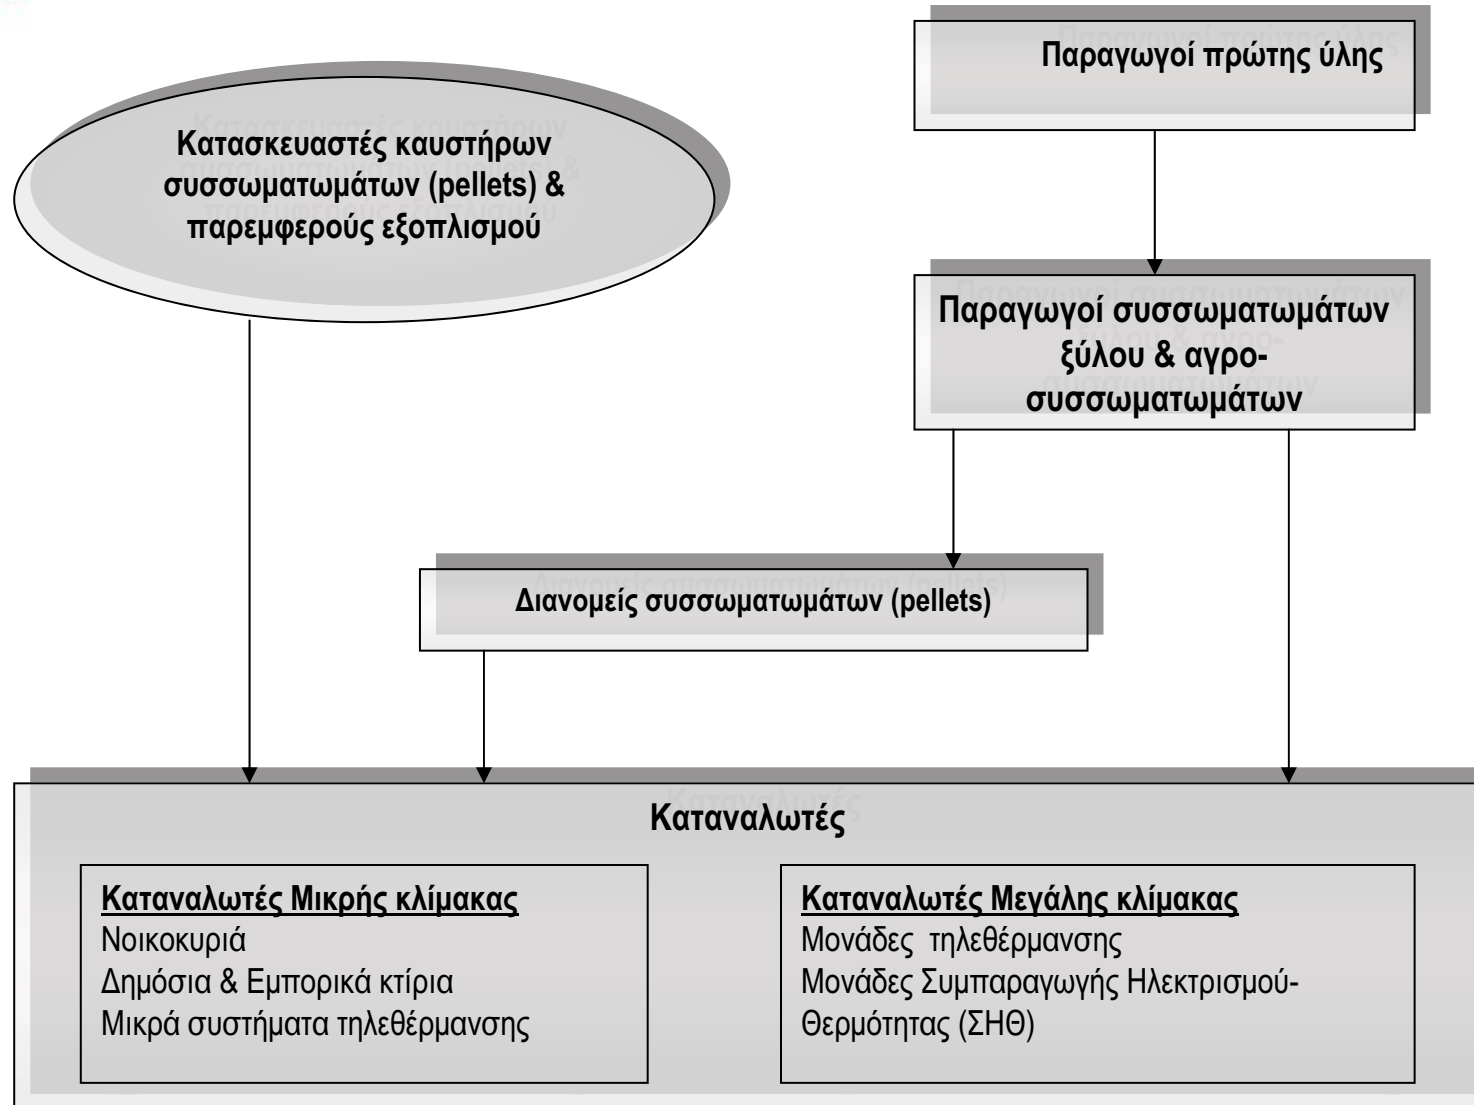 Παραγωγοί πρώτης ύλης
Κατασκευαστές καυστήρων
συσσωματωμάτων (pellets) &
παρεμφερούς εξοπλισμού
Παραγωγοί συσσωματωμάτων
ξύλου & αγρο-
συσσωματωμάτων
Διανομείς συσσωματωμάτων (pellets)
Καταναλωτές
Καταναλωτές Μικρής κλίμακας
Νοικοκυριά
Δημόσια & Εμπορικά κτίρια
Μικρά συστήματα τηλεθέρμανσης
Καταναλωτές Μεγάλης κλίμακας
Μονάδες τηλεθέρμανσης
Μονάδες Συμπαραγωγής Ηλεκτρισμού-
Θερμότητας (ΣΗΘ)